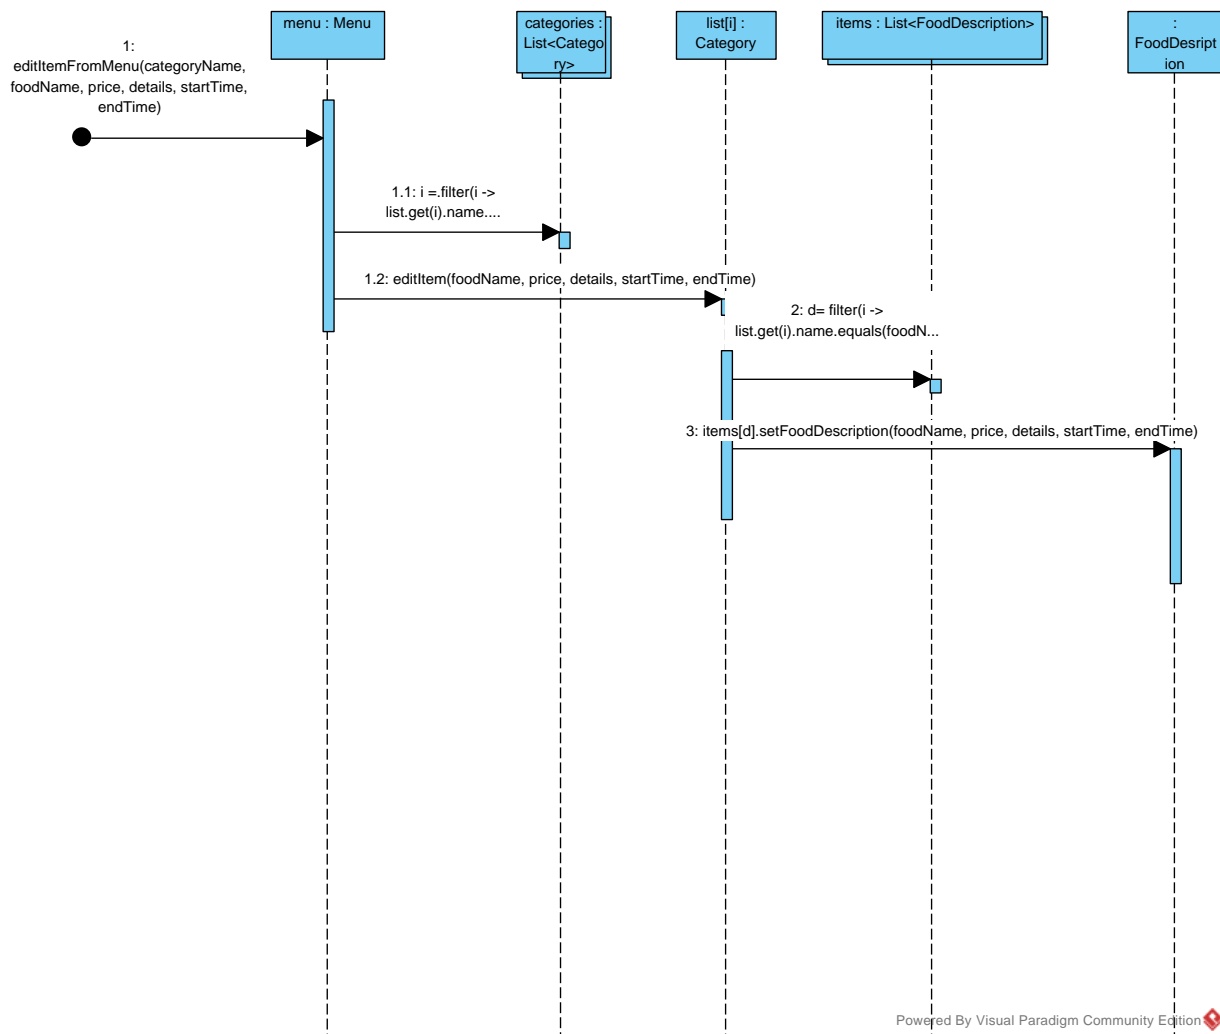 menu : Menu
categories :
List<Catego
ry>
list[i] :
Category
items : List<FoodDescription>
:
FoodDesript
ion
1:
editItemFromMenu(categoryName,
foodName, price, details, startTime,
endTime)
1.1: i =.filter(i ->
list.get(i).name....
1.2: editItem(foodName, price, details, startTime, endTime)
2: d= filter(i ->
list.get(i).name.equals(foodN...
3: items[d].setFoodDescription(foodName, price, details, startTime, endTime)
Powered By Visual Paradigm Community Edition